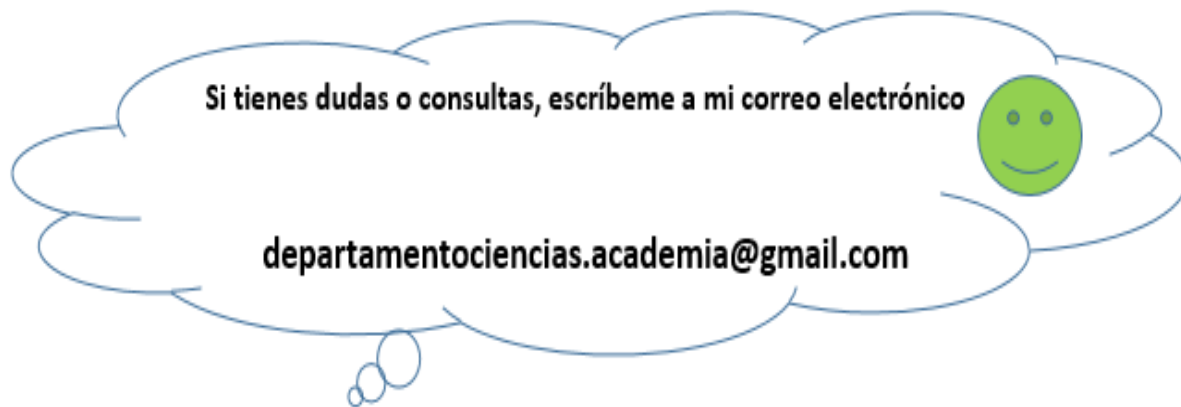 Si tienes dudas o consultas, escríbeme a mi correo electrónico
departamentociencias.academia@gmail.com